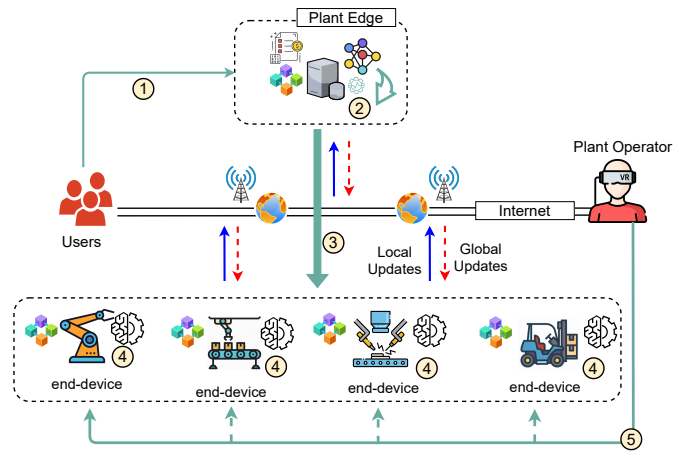 Plant Edge
1
2
Plant Operator
VR
Users
Internet
3
Local
Updates
Global
Updates
4
4
4
4
end-device
end-device
end-device
end-device
5